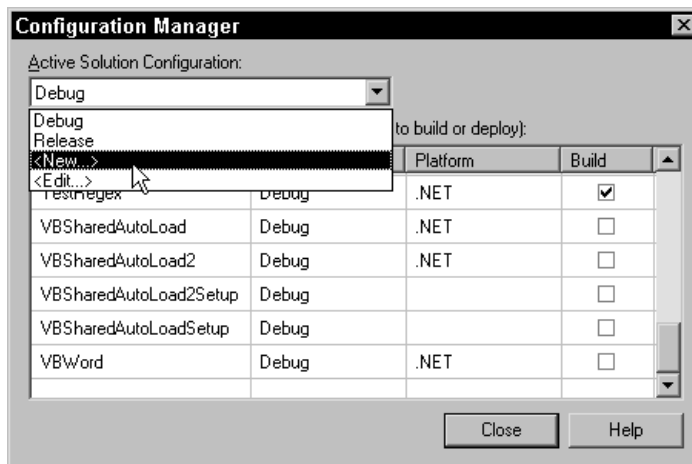 Configuration Manager
Active Solution Configuration:
Debug
Debug
Release
<New...>
<Edit...>
to build or deploy):
Platform Build
TestRegex Debug .NET
VBSharedAutoLoad Debug .NET
VBSharedAutoLoad2 Debug .NET
VBSharedAutoLoad2Setup Debug
VBSharedAutoLoadSetup Debug
VBWord Debug .NET
Close Help